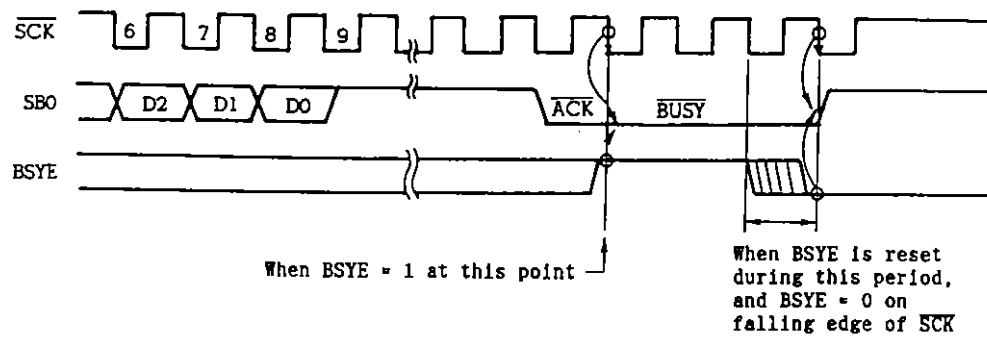 SCK
6 7 8 9
SBO
D2 D1 D0 ACK BUSY
BSYE
When BSYE = 1 at this point
When BSYE is reset
during this period,
and BSYE = 0 on
falling edge of SCK